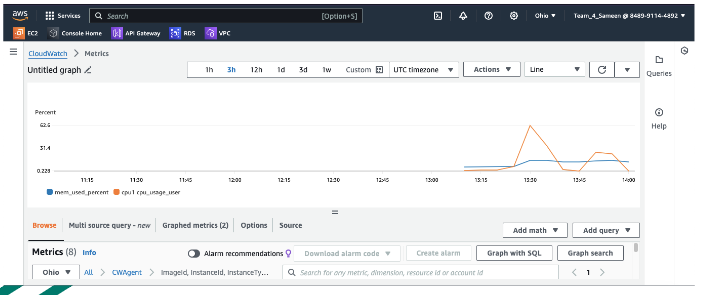 aws Services Search [Option+S] Ohio Team_4_Sameen @ 8489-9114-4892
EC2 Console Home API Gateway RDS VPC
CloudWatch > Metrics
Untitled graph 1h 3h 12h 1d 3d 1w Custom UTC timezone Actions Line
Queries
Help
Percent
62.6
31.4
0.228
11:15 11:30 11:45 12:00 12:15 12:30 12:45 13:00 13:15 13:30 13:45 14:00
mem_used_percent cpu1 cpu_usage_user
Browse Multi source query - new Graphed metrics (2) Options Source Add math Add query
Metrics (8) Info Alarm recommendations Download alarm code Create alarm Graph with SQL Graph search
Ohio All > CWAgent > ImageId, InstanceId, InstanceTy... Search for any metric, dimension, resource id or account id < 1 >